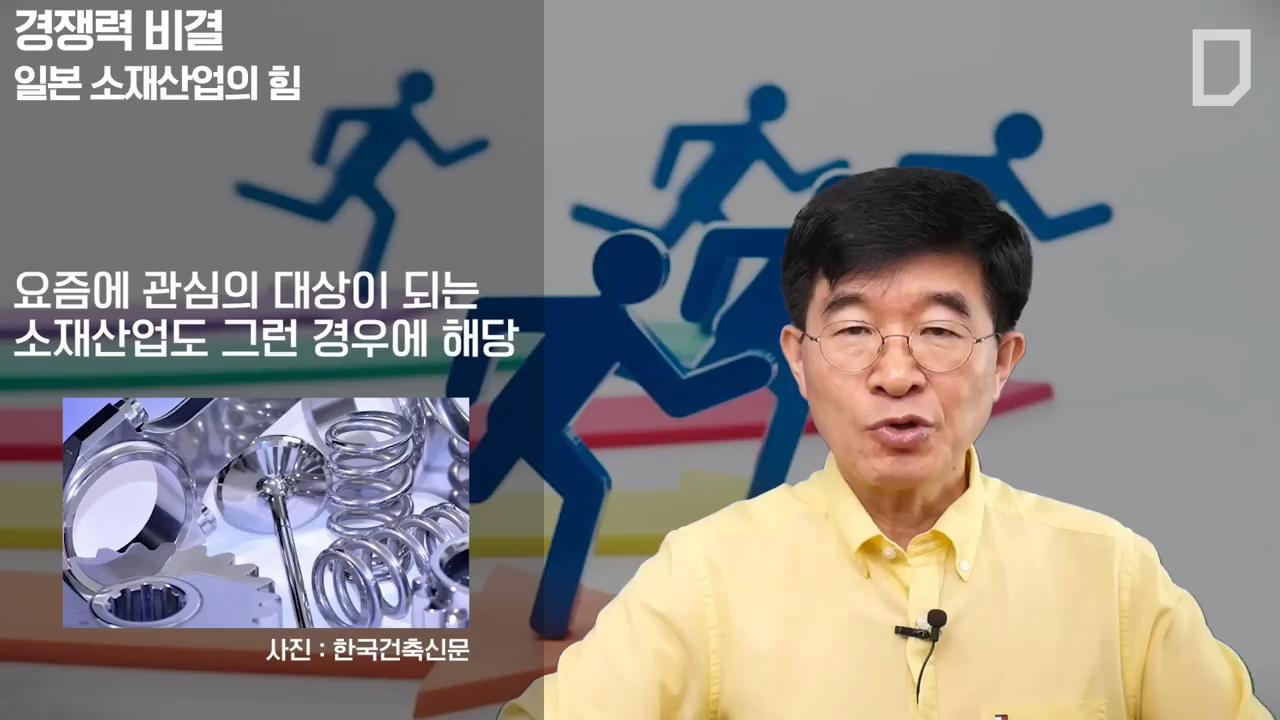 경쟁력 비결
일본 소재산업의 힘
요즘에 관심의 대상이 되는
소재산업도 그런 경우에 해당
사진 : 한국건축신문